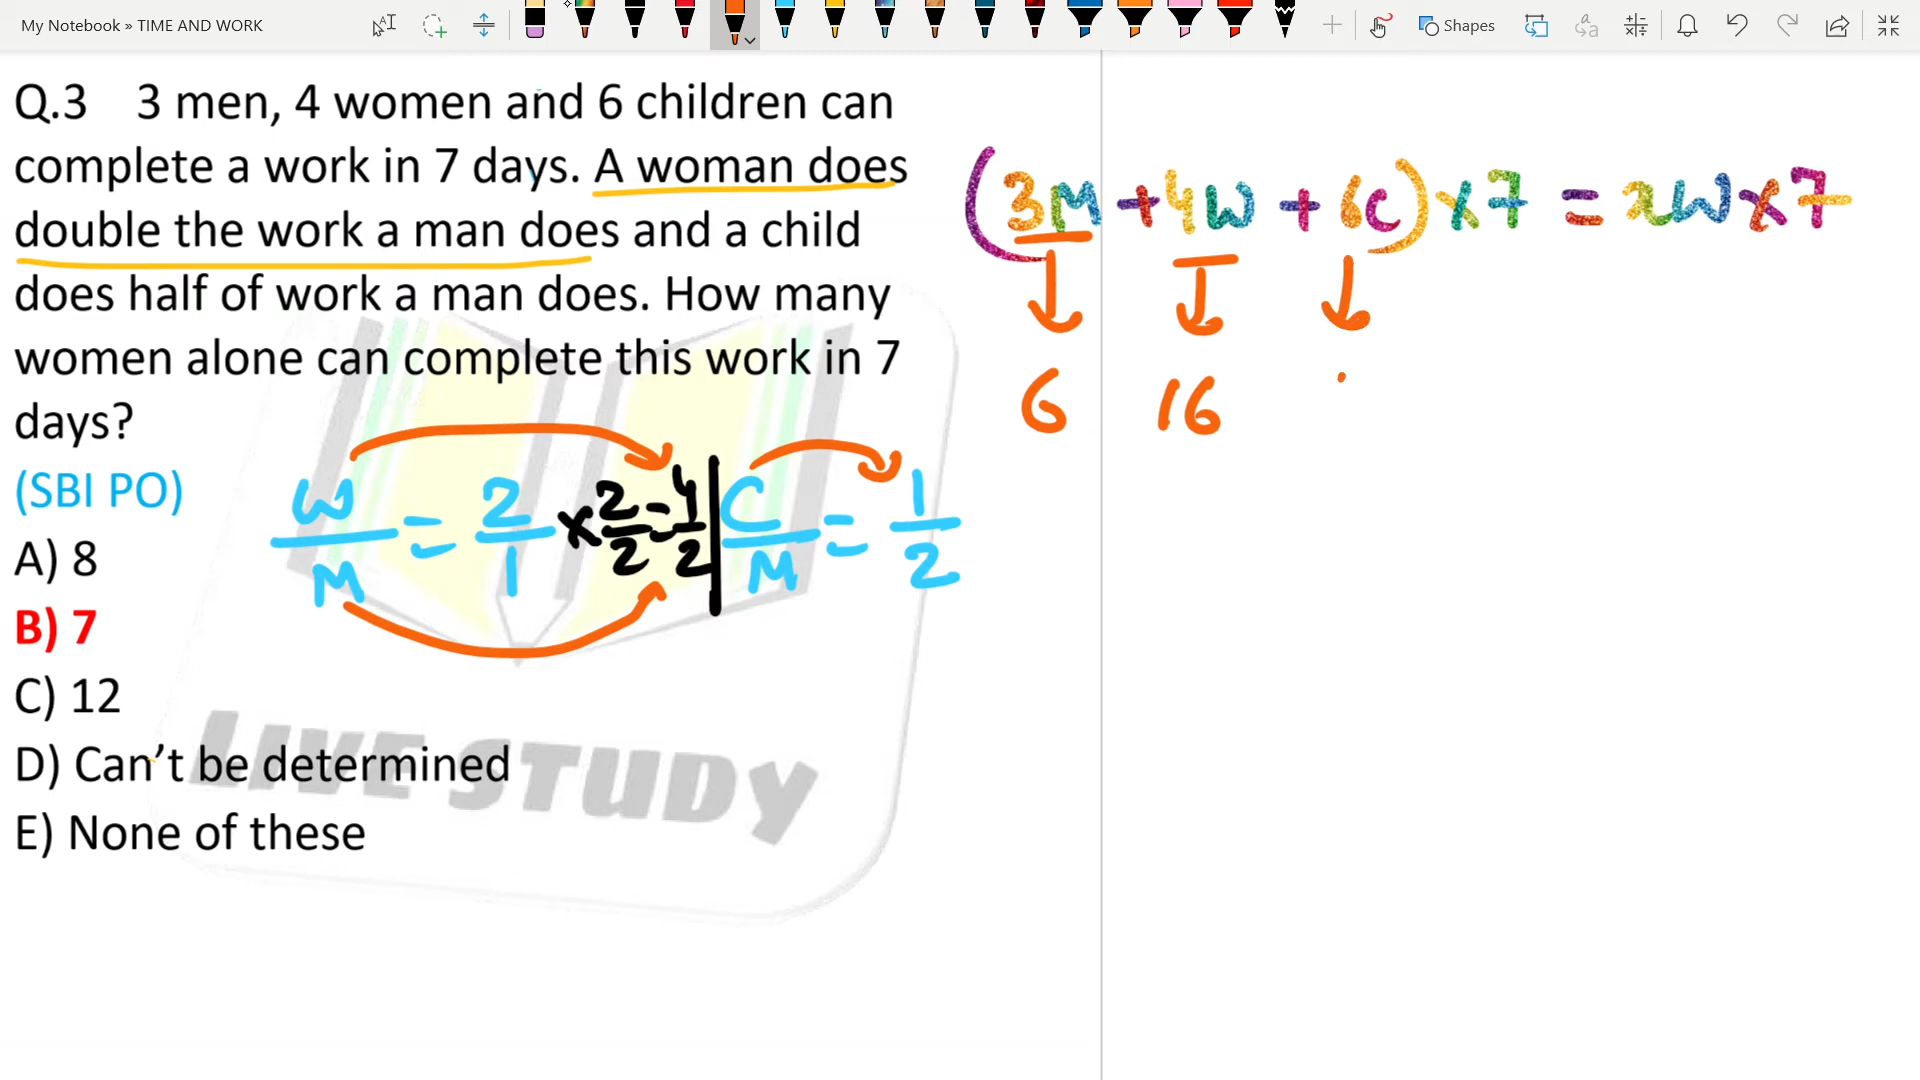 My Notebook » TIME AND WORK
Shapes
Q.3 3 men, 4 women and 6 children can
complete a work in 7 days. A woman does
double the work a man does and a child
does half of work a man does. How many
women alone can complete this work in 7
days?
(SBI PO)
A) 8
B) 7
C) 12
D) Can't be determined
E) None of these
W/M = 2/1 × 2/2 = 4/2 | C/M = 1/2
LIVE STUDY
(3M + 4W + 6C) × 7 = xW × 7
6 16